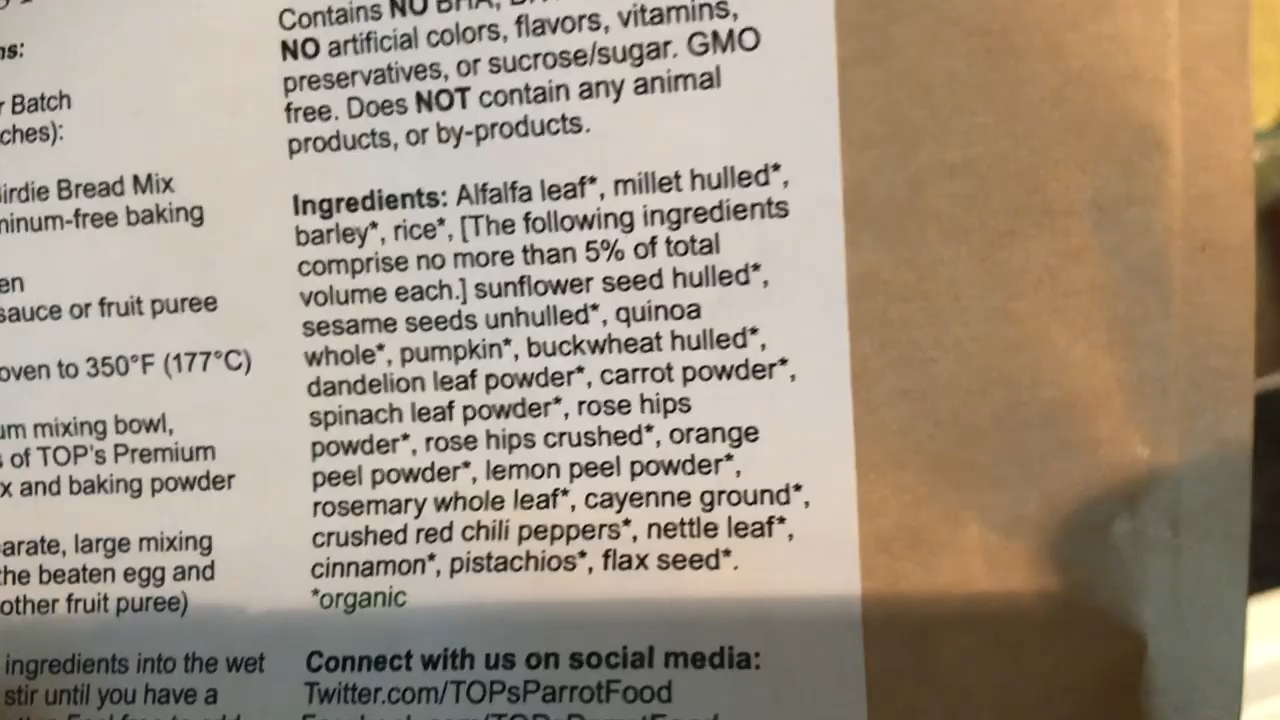 ns:
r Batch
ches):
Birdie Bread Mix
minum-free baking
en
sauce or fruit puree
oven to 350°F (177°C)
um mixing bowl,
s of TOP's Premium
x and baking powder
arate, large mixing
the beaten egg and
other fruit puree)
ingredients into the wet
stir until you have a
Contains NO BHA,
NO artificial colors, flavors, vitamins,
preservatives, or sucrose/sugar. GMO
free. Does NOT contain any animal
products, or by-products.
Ingredients: Alfalfa leaf*, millet hulled*,
barley*, rice*, [The following ingredients
comprise no more than 5% of total
volume each.] sunflower seed hulled*,
sesame seeds unhulled*, quinoa
whole*, pumpkin*, buckwheat hulled*,
dandelion leaf powder*, carrot powder*,
spinach leaf powder*, rose hips
powder*, rose hips crushed*, orange
peel powder*, lemon peel powder*,
rosemary whole leaf*, cayenne ground*,
crushed red chili peppers*, nettle leaf*,
cinnamon*, pistachios*, flax seed*.
*organic
Connect with us on social media:
Twitter.com/TOPsParrotFood
Facebook.com/TOPsParrotFood